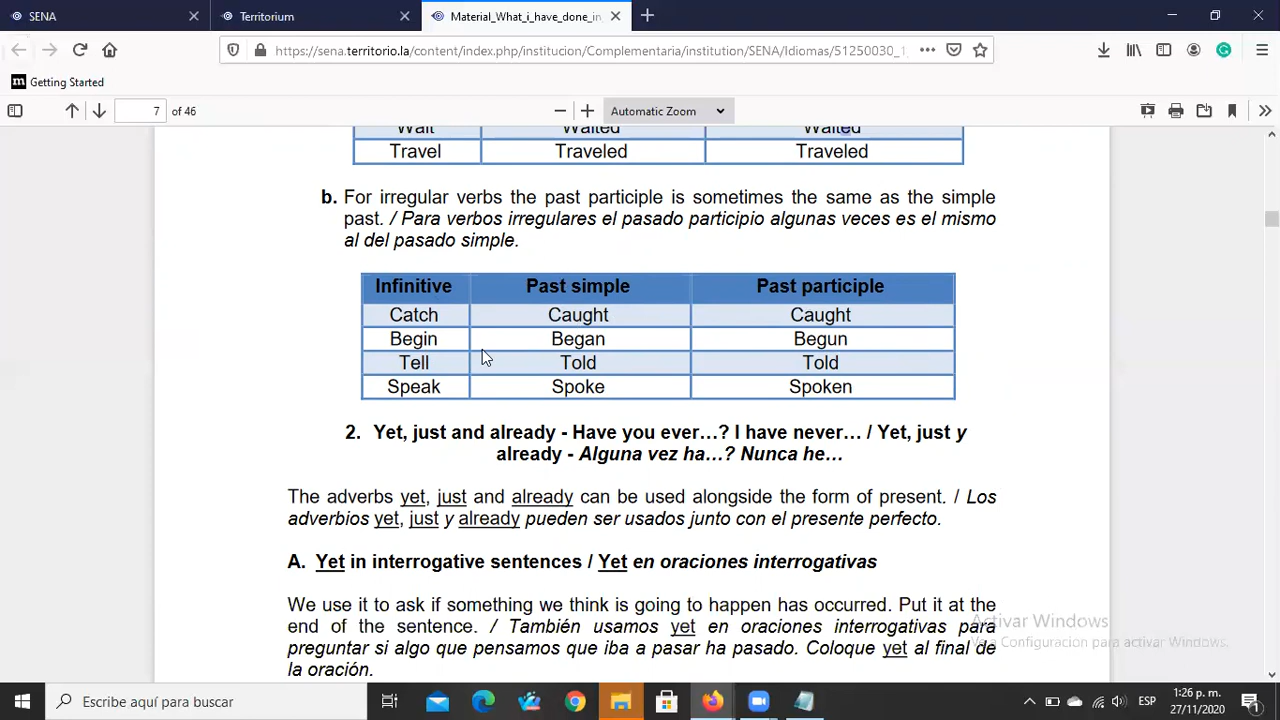 SENA
Territorium
Material_What_i_have_done_in_
https://sena.territorio.la/content/index.php/institucion/Complementaria/institution/SENA/Idiomas/51250030_1
Getting Started
7 of 46
Automatic Zoom
Wait Waited Waited
Travel Traveled Traveled
b. For irregular verbs the past participle is sometimes the same as the simple
past. / Para verbos irregulares el pasado participio algunas veces es el mismo
al del pasado simple.
Infinitive Past simple Past participle
Catch Caught Caught
Begin Began Begun
Tell Told Told
Speak Spoke Spoken
2. Yet, just and already - Have you ever…? I have never… / Yet, just y
already - Alguna vez ha…? Nunca he…
The adverbs yet, just and already can be used alongside the form of present. / Los
adverbios yet, just y already pueden ser usados junto con el presente perfecto.
A. Yet in interrogative sentences / Yet en oraciones interrogativas
We use it to ask if something we think is going to happen has occurred. Put it at the
end of the sentence. / También usamos yet en oraciones interrogativas para
preguntar si algo que pensamos que iba a pasar ha pasado. Coloque yet al final de
la oración.
Activar Windows
Ve a Configuración para activar Windows.
Escribe aquí para buscar
ESP
1:26 p. m.
27/11/2020